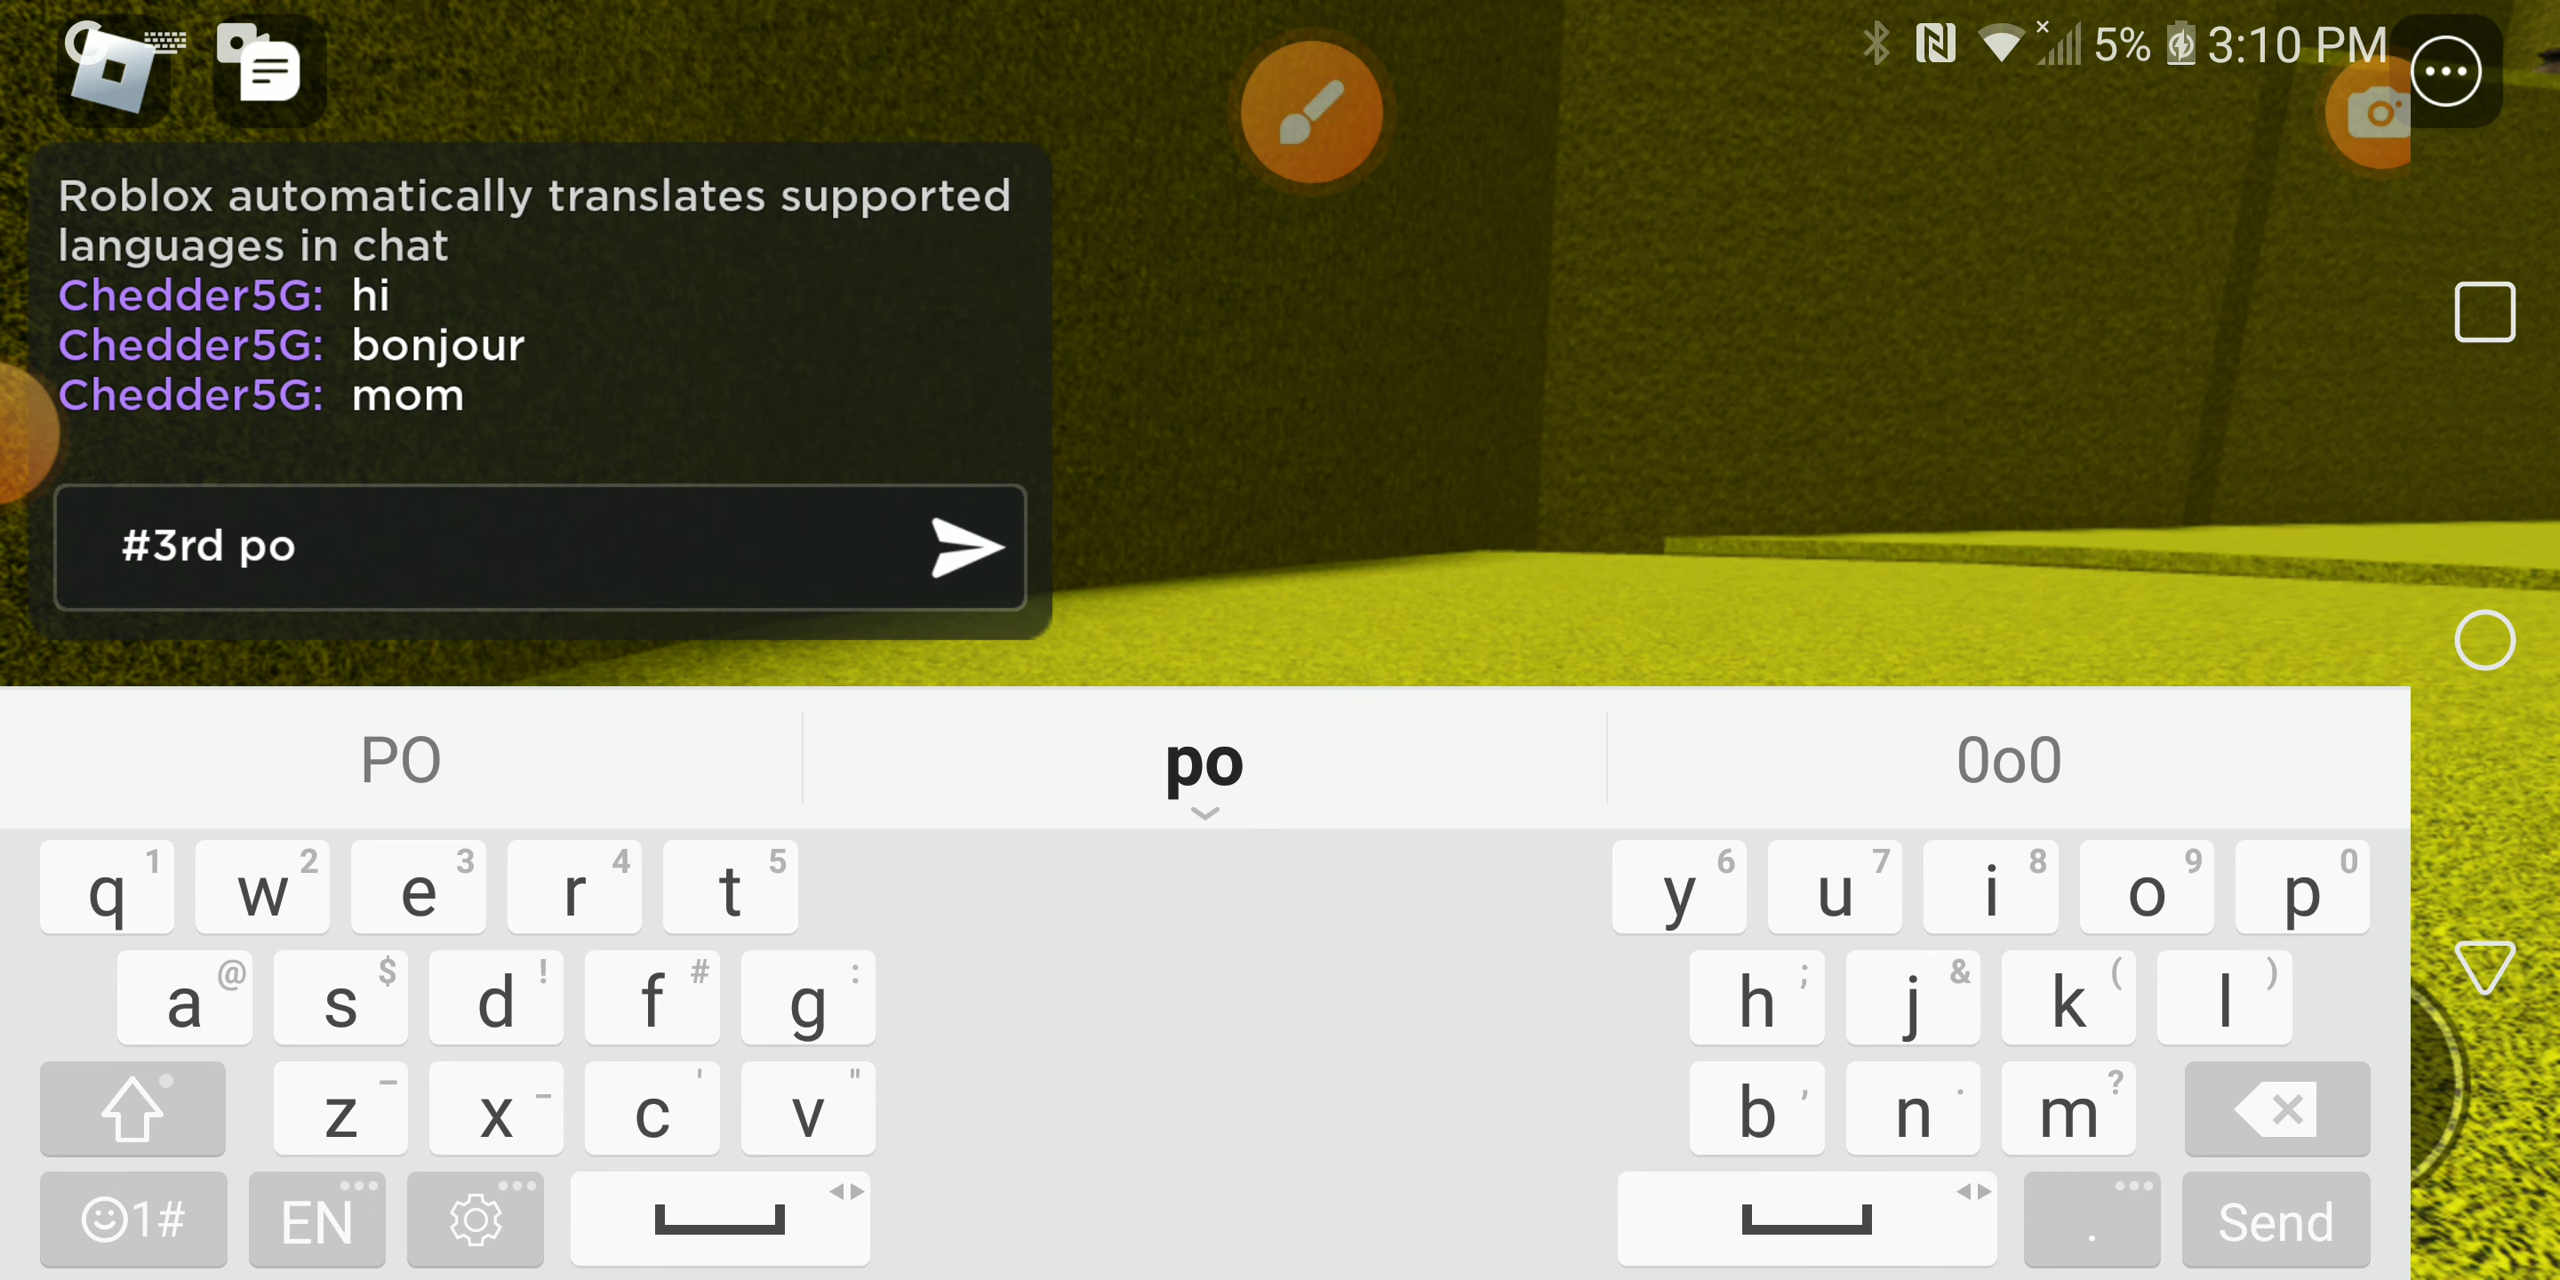 5% 3:10 PM
Roblox automatically translates supported
languages in chat
Chedder5G: hi
Chedder5G: bonjour
Chedder5G: mom
#3rd po
PO po 0o0
q 1 w 2 e 3 r 4 t 5 y 6 u 7 i 8 o 9 p 0
a @ s $ d ! f # g : h ; j & k ( l )
z – x - c ' v " b , n . m ?
1# EN . Send